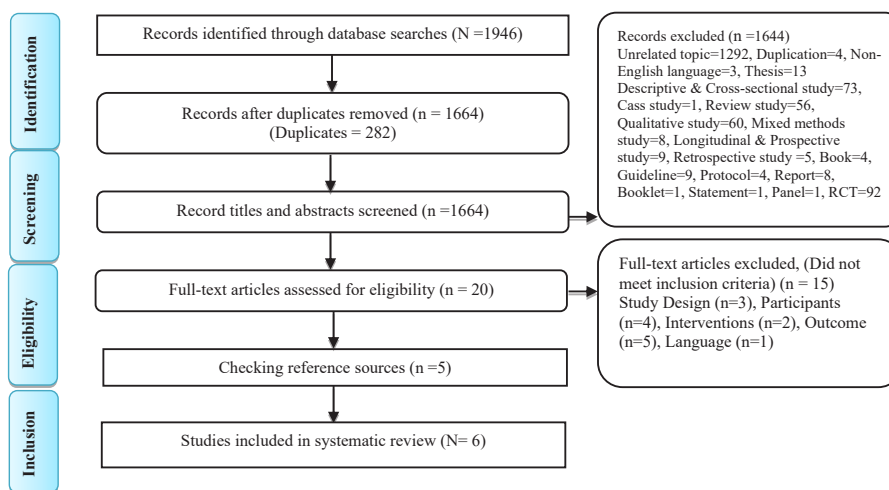 Identification
Records identified through database searches (N =1946)
Records after duplicates removed (n = 1664)
(Duplicates = 282)
Records excluded (n =1644)
Unrelated topic=1292, Duplication=4, Non-
English language=3, Thesis=13
Descriptive & Cross-sectional study=73,
Cass study=1, Review study=56,
Qualitative study=60, Mixed methods
study=8, Longitudinal & Prospective
study=9, Retrospective study =5, Book=4,
Guideline=9, Protocol=4, Report=8,
Booklet=1, Statement=1, Panel=1, RCT=92
Screening
Record titles and abstracts screened (n =1664)
Eligibility
Full-text articles assessed for eligibility (n = 20)
Full-text articles excluded, (Did not
meet inclusion criteria) (n = 15)
Study Design (n=3), Participants
(n=4), Interventions (n=2), Outcome
(n=5), Language (n=1)
Checking reference sources (n =5)
Inclusion
Studies included in systematic review (N= 6)